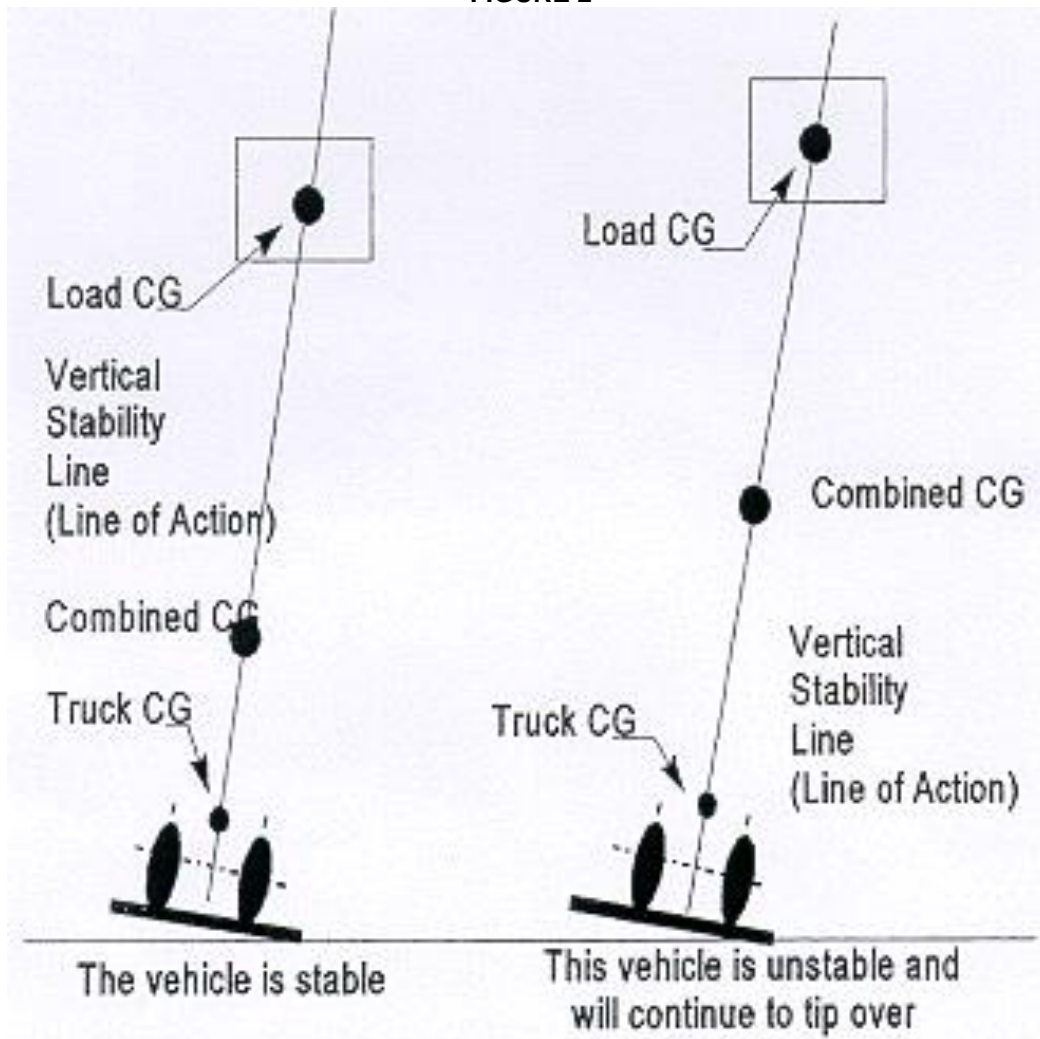 Load CG
Vertical
Stability
Line
(Line of Action)
Combined CG
Truck CG
The vehicle is stable
Load CG
Combined CG
Vertical
Stability
Line
(Line of Action)
Truck CG
This vehicle is unstable and
will continue to tip over